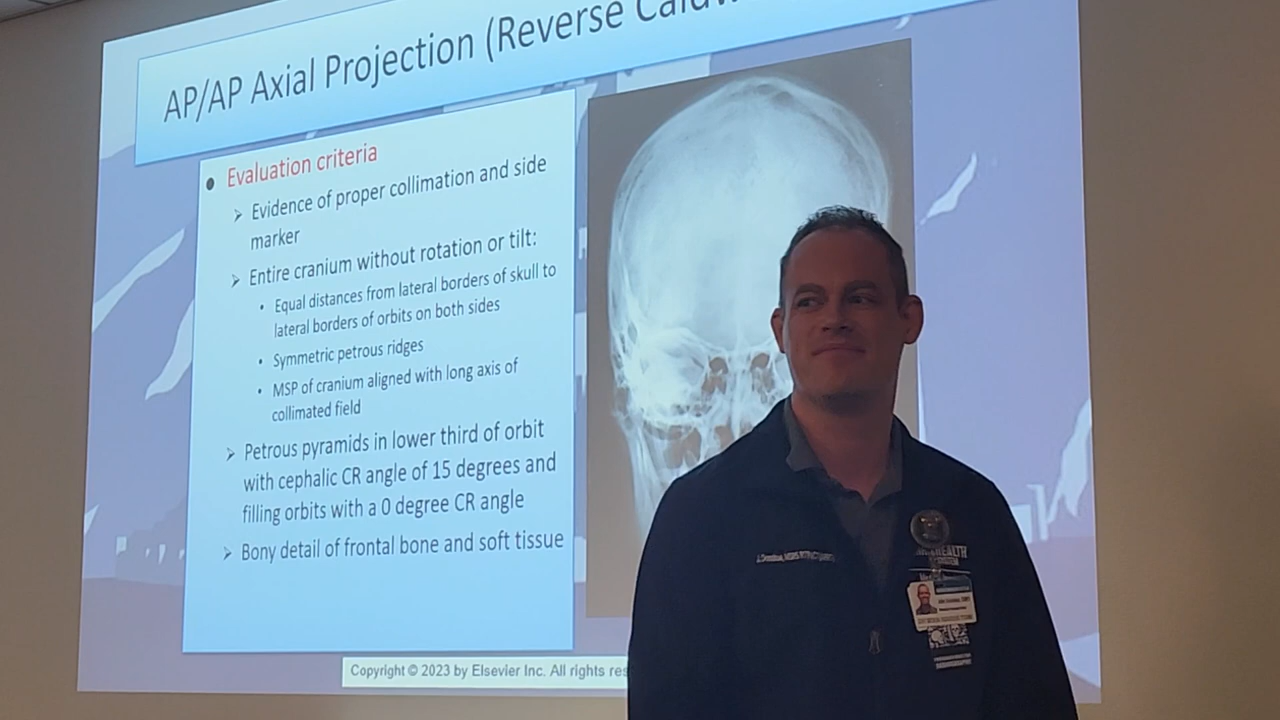 AP/AP Axial Projection (Reverse
Evaluation criteria
Evidence of proper collimation and side
marker
Entire cranium without rotation or tilt:
Equal distances from lateral borders of skull to
lateral borders of orbits on both sides
Symmetric petrous ridges
MSP of cranium aligned with long axis of
collimated field
Petrous pyramids in lower third of orbit
with cephalic CR angle of 15 degrees and
filling orbits with a 0 degree CR angle
Bony detail of frontal bone and soft tissue
Copyright © 2023 by Elsevier Inc. All rights